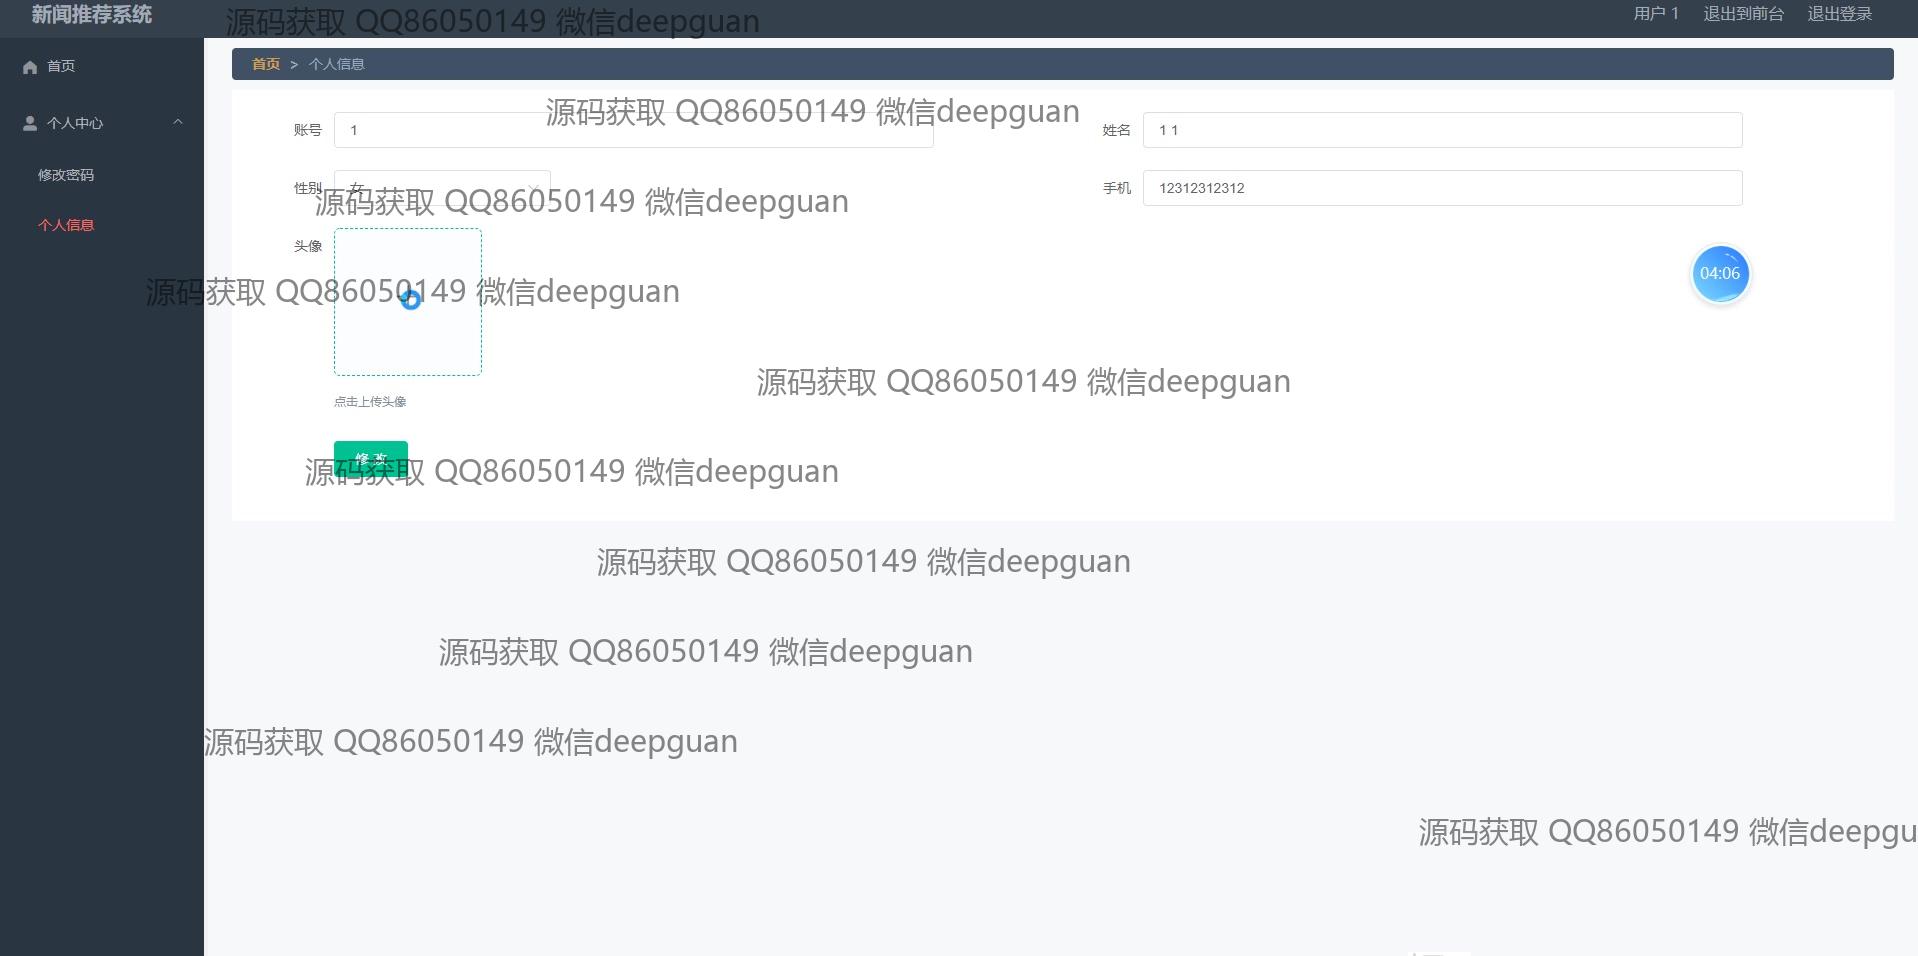 新闻推荐系统
源码获取 QQ86050149 微信deepguan
用户 1 退出到前台 退出登录
首页
首页 > 个人信息
个人中心
修改密码
个人信息
源码获取 QQ86050149 微信deepguan
账号 1
姓名 1 1
性别 女
源码获取 QQ86050149 微信deepguan
手机 12312312312
头像
源码获取 QQ86050149 微信deepguan
04:06
源码获取 QQ86050149 微信deepguan
点击上传头像
修改
源码获取 QQ86050149 微信deepguan
源码获取 QQ86050149 微信deepguan
源码获取 QQ86050149 微信deepguan
源码获取 QQ86050149 微信deepguan
源码获取 QQ86050149 微信deepgu